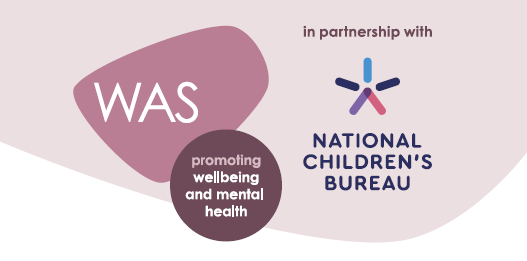 WAS
promoting
wellbeing
and mental
health
in partnership with
NATIONAL
CHILDREN'S
BUREAU